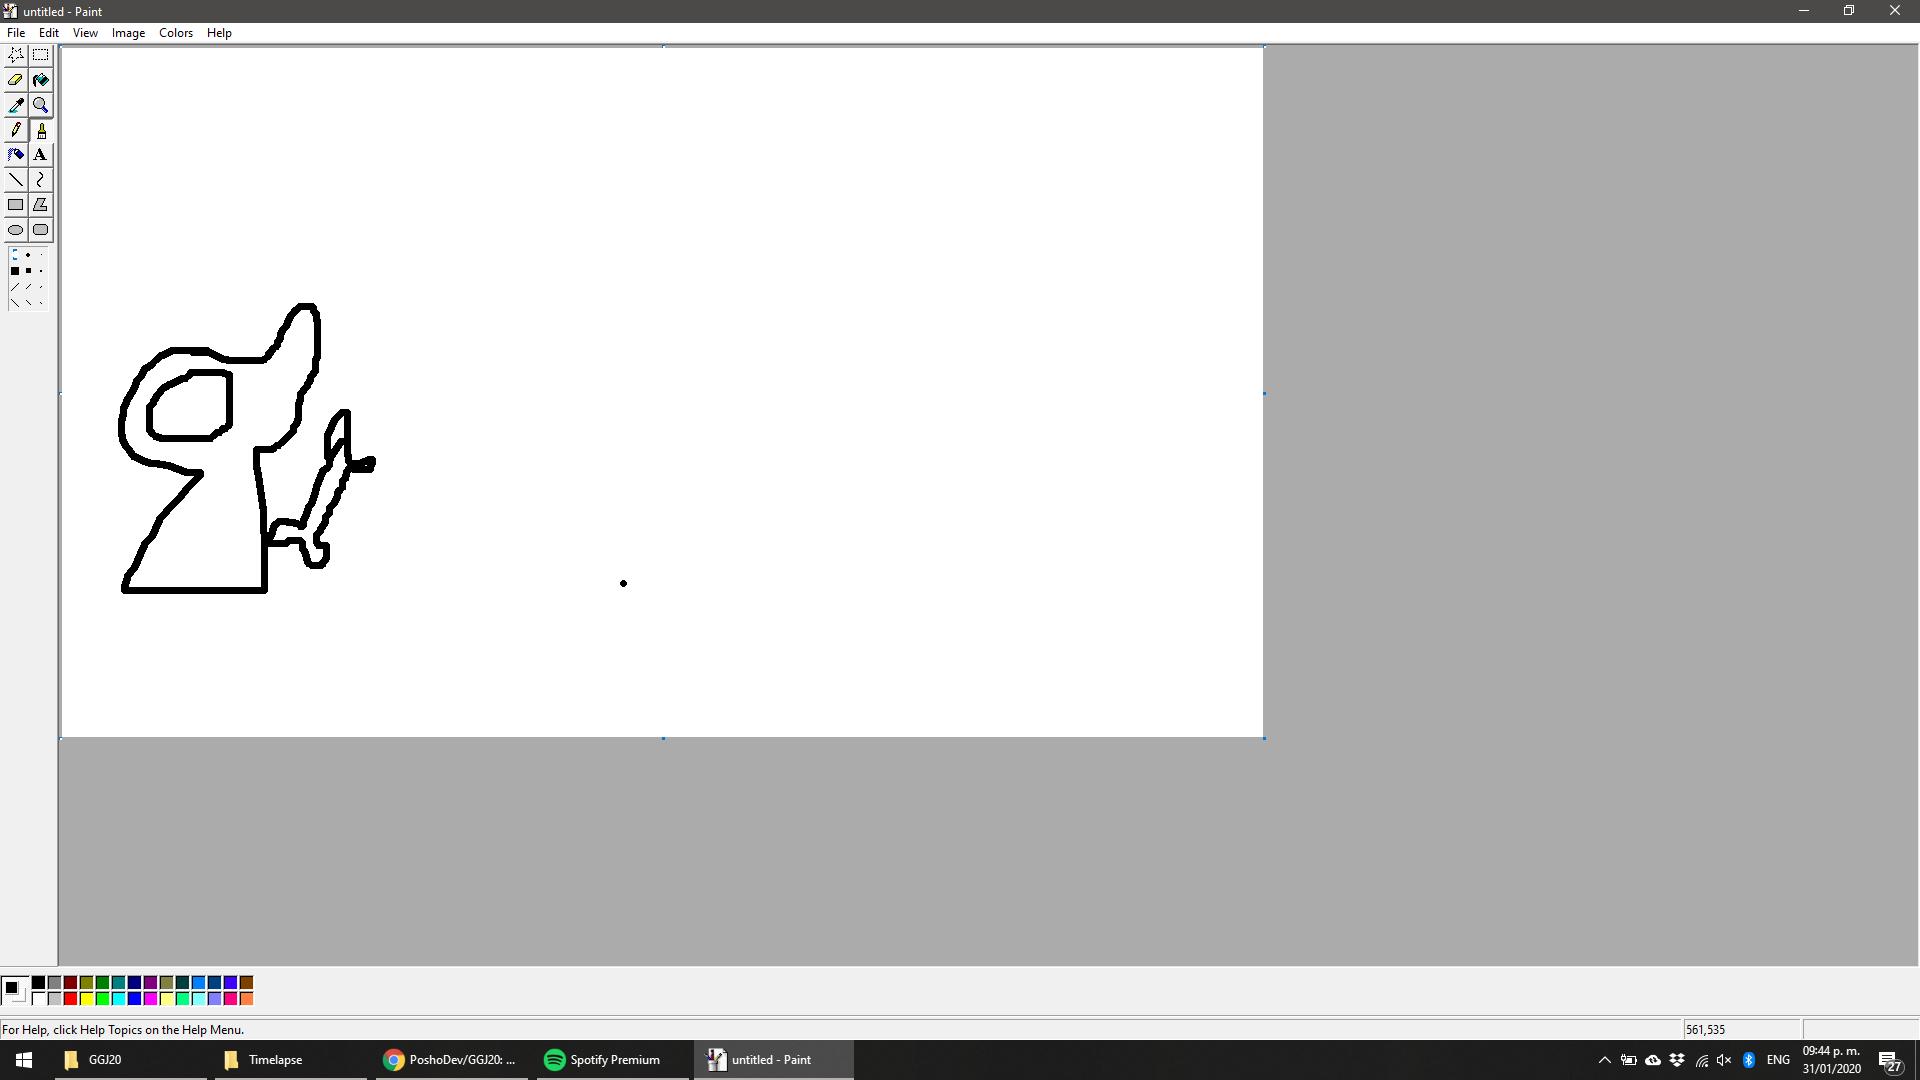 untitled - Paint
File Edit View Image Colors Help
A
For Help, click Help Topics on the Help Menu.
561,535
GGJ20
Timelapse
PoshoDev/GGJ20: ...
Spotify Premium
untitled - Paint
ENG
09:44 p. m.
31/01/2020
27